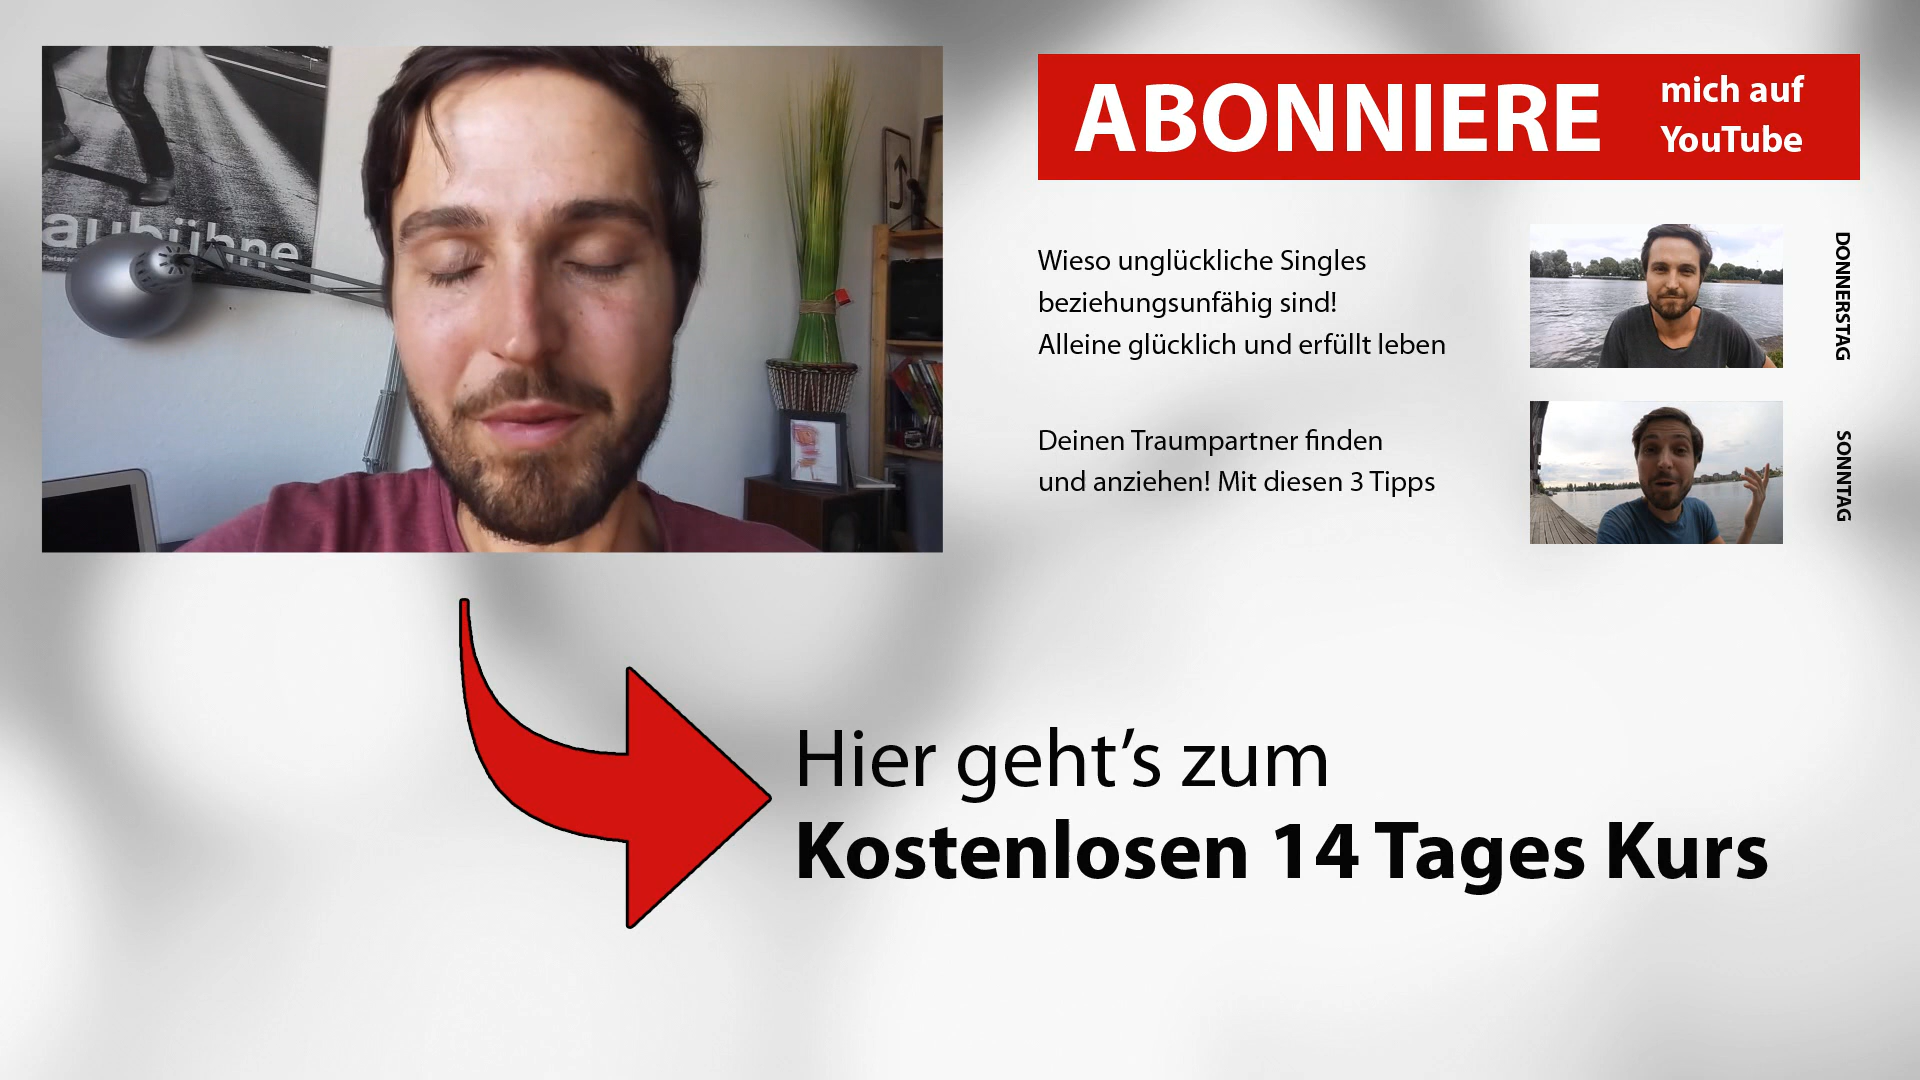 aubühne
ABONNIERE
mich auf
YouTube
Wieso unglückliche Singles
beziehungsunfähig sind!
Alleine glücklich und erfüllt leben
DONNERSTAG
Deinen Traumpartner finden
und anziehen! Mit diesen 3 Tipps
SONNTAG
Hier geht’s zum
Kostenlosen 14 Tages Kurs